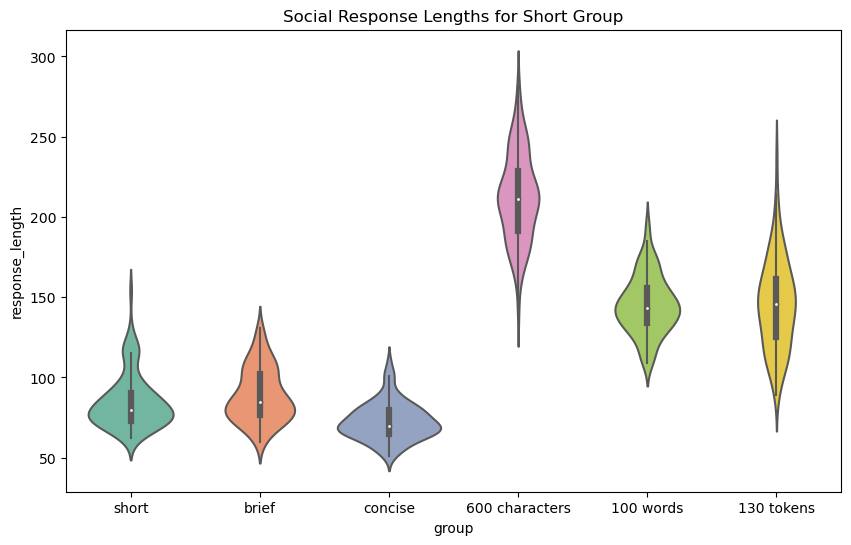 Social Response Lengths for Short Group
300
250
200
150
100
50
response_length
short brief concise 600 characters 100 words 130 tokens
group